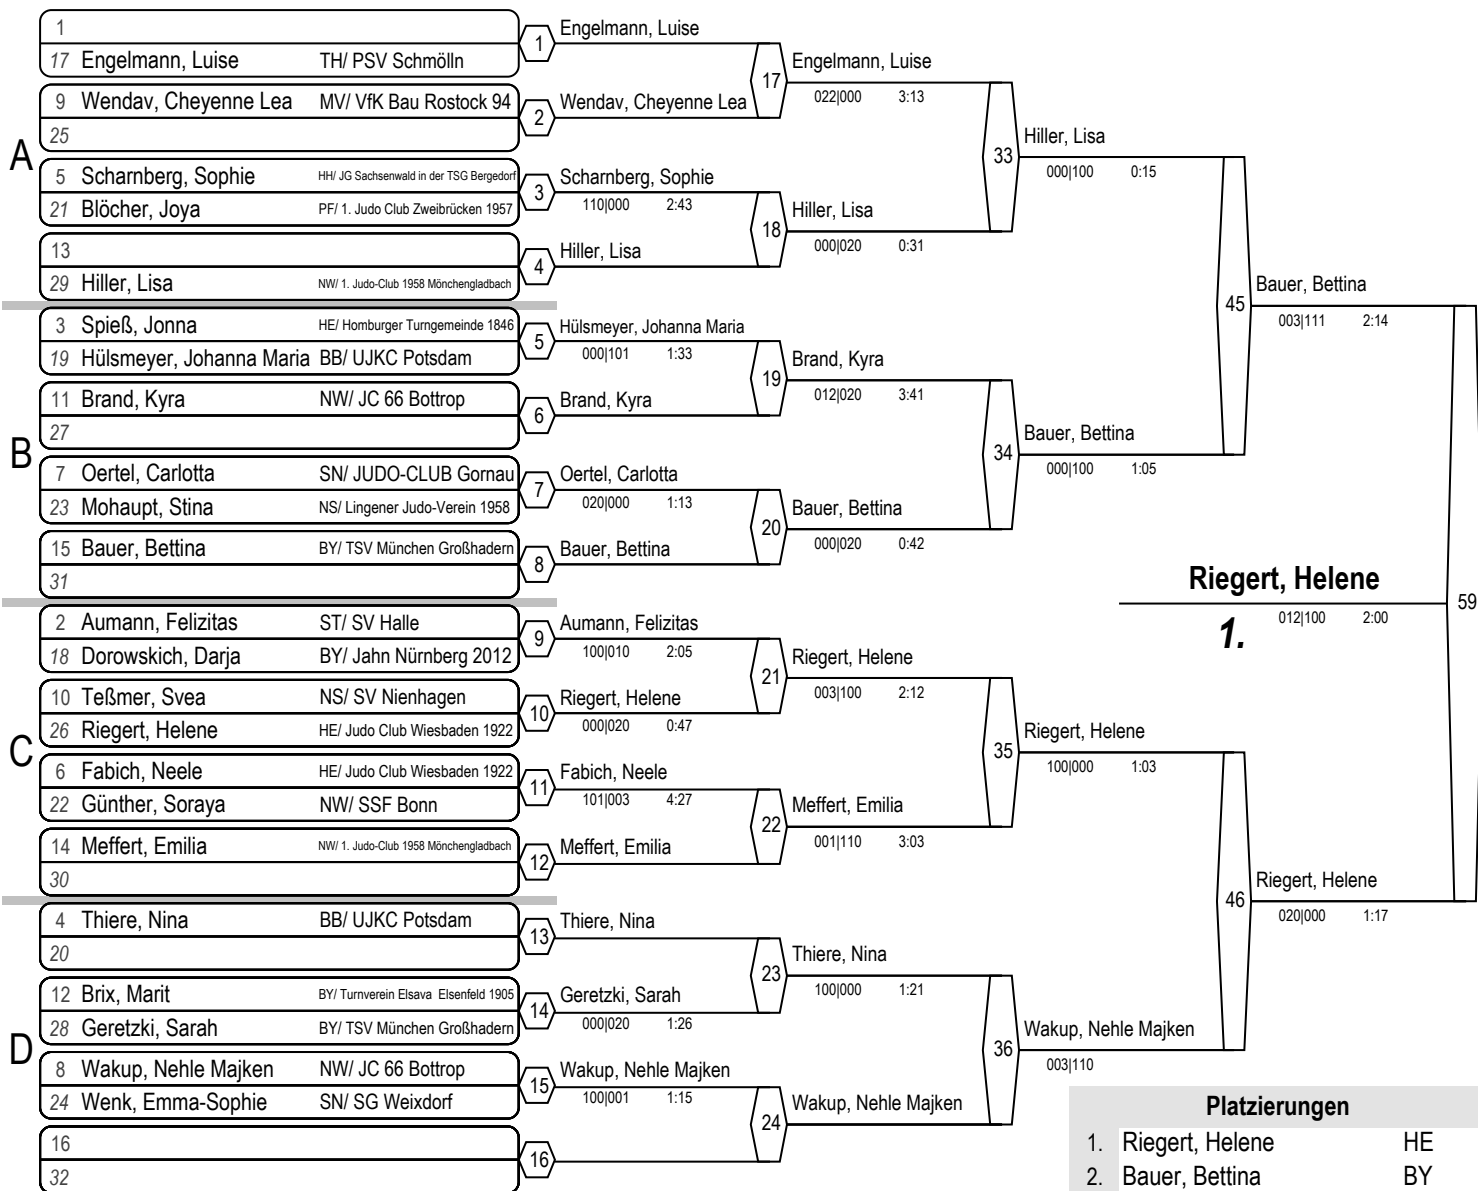 A
1
17 Engelmann, Luise TH/ PSV Schmölln
9 Wendav, Cheyenne Lea MV/ VfK Bau Rostock 94
25
5 Scharnberg, Sophie HH/ JG Sachsenwald in der TSG Bergedorf
21 Blöcher, Joya PF/ 1. Judo Club Zweibrücken 1957
13
29 Hiller, Lisa NW/ 1. Judo-Club 1958 Mönchengladbach
B
3 Spieß, Jonna HE/ Homburger Turngemeinde 1846
19 Hülsmeyer, Johanna Maria BB/ UJKC Potsdam
11 Brand, Kyra NW/ JC 66 Bottrop
27
7 Oertel, Carlotta SN/ JUDO-CLUB Gornau
23 Mohaupt, Stina NS/ Lingener Judo-Verein 1958
15 Bauer, Bettina BY/ TSV München Großhadern
31
C
2 Aumann, Felizitas ST/ SV Halle
18 Dorowskich, Darja BY/ Jahn Nürnberg 2012
10 Teßmer, Svea NS/ SV Nienhagen
26 Riegert, Helene HE/ Judo Club Wiesbaden 1922
6 Fabich, Neele HE/ Judo Club Wiesbaden 1922
22 Günther, Soraya NW/ SSF Bonn
14 Meffert, Emilia NW/ 1. Judo-Club 1958 Mönchengladbach
30
D
4 Thiere, Nina BB/ UJKC Potsdam
20
12 Brix, Marit BY/ Turnverein Elsava Elsenfeld 1905
28 Geretzki, Sarah BY/ TSV München Großhadern
8 Wakup, Nehle Majken NW/ JC 66 Bottrop
24 Wenk, Emma-Sophie SN/ SG Weixdorf
16
32
1 Engelmann, Luise
2 Wendav, Cheyenne Lea
3 Scharnberg, Sophie
110|000 2:43
4 Hiller, Lisa
5 Hülsmeyer, Johanna Maria
000|101 1:33
6 Brand, Kyra
7 Oertel, Carlotta
020|000 1:13
8 Bauer, Bettina
9 Aumann, Felizitas
100|010 2:05
10 Riegert, Helene
000|020 0:47
11 Fabich, Neele
101|003 4:27
12 Meffert, Emilia
13 Thiere, Nina
14 Geretzki, Sarah
000|020 1:26
15 Wakup, Nehle Majken
100|001 1:15
16
17 Engelmann, Luise
022|000 3:13
18 Hiller, Lisa
000|020 0:31
19 Brand, Kyra
012|020 3:41
20 Bauer, Bettina
000|020 0:42
21 Riegert, Helene
003|100 2:12
22 Meffert, Emilia
001|110 3:03
23 Thiere, Nina
100|000 1:21
24 Wakup, Nehle Majken
33 Hiller, Lisa
000|100 0:15
34 Bauer, Bettina
000|100 1:05
35 Riegert, Helene
100|000 1:03
36 Wakup, Nehle Majken
003|110
45 Bauer, Bettina
003|111 2:14
46 Riegert, Helene
020|000 1:17
59
Riegert, Helene
1. 012|100 2:00
Platzierungen
1. Riegert, Helene HE
2. Bauer, Bettina BY